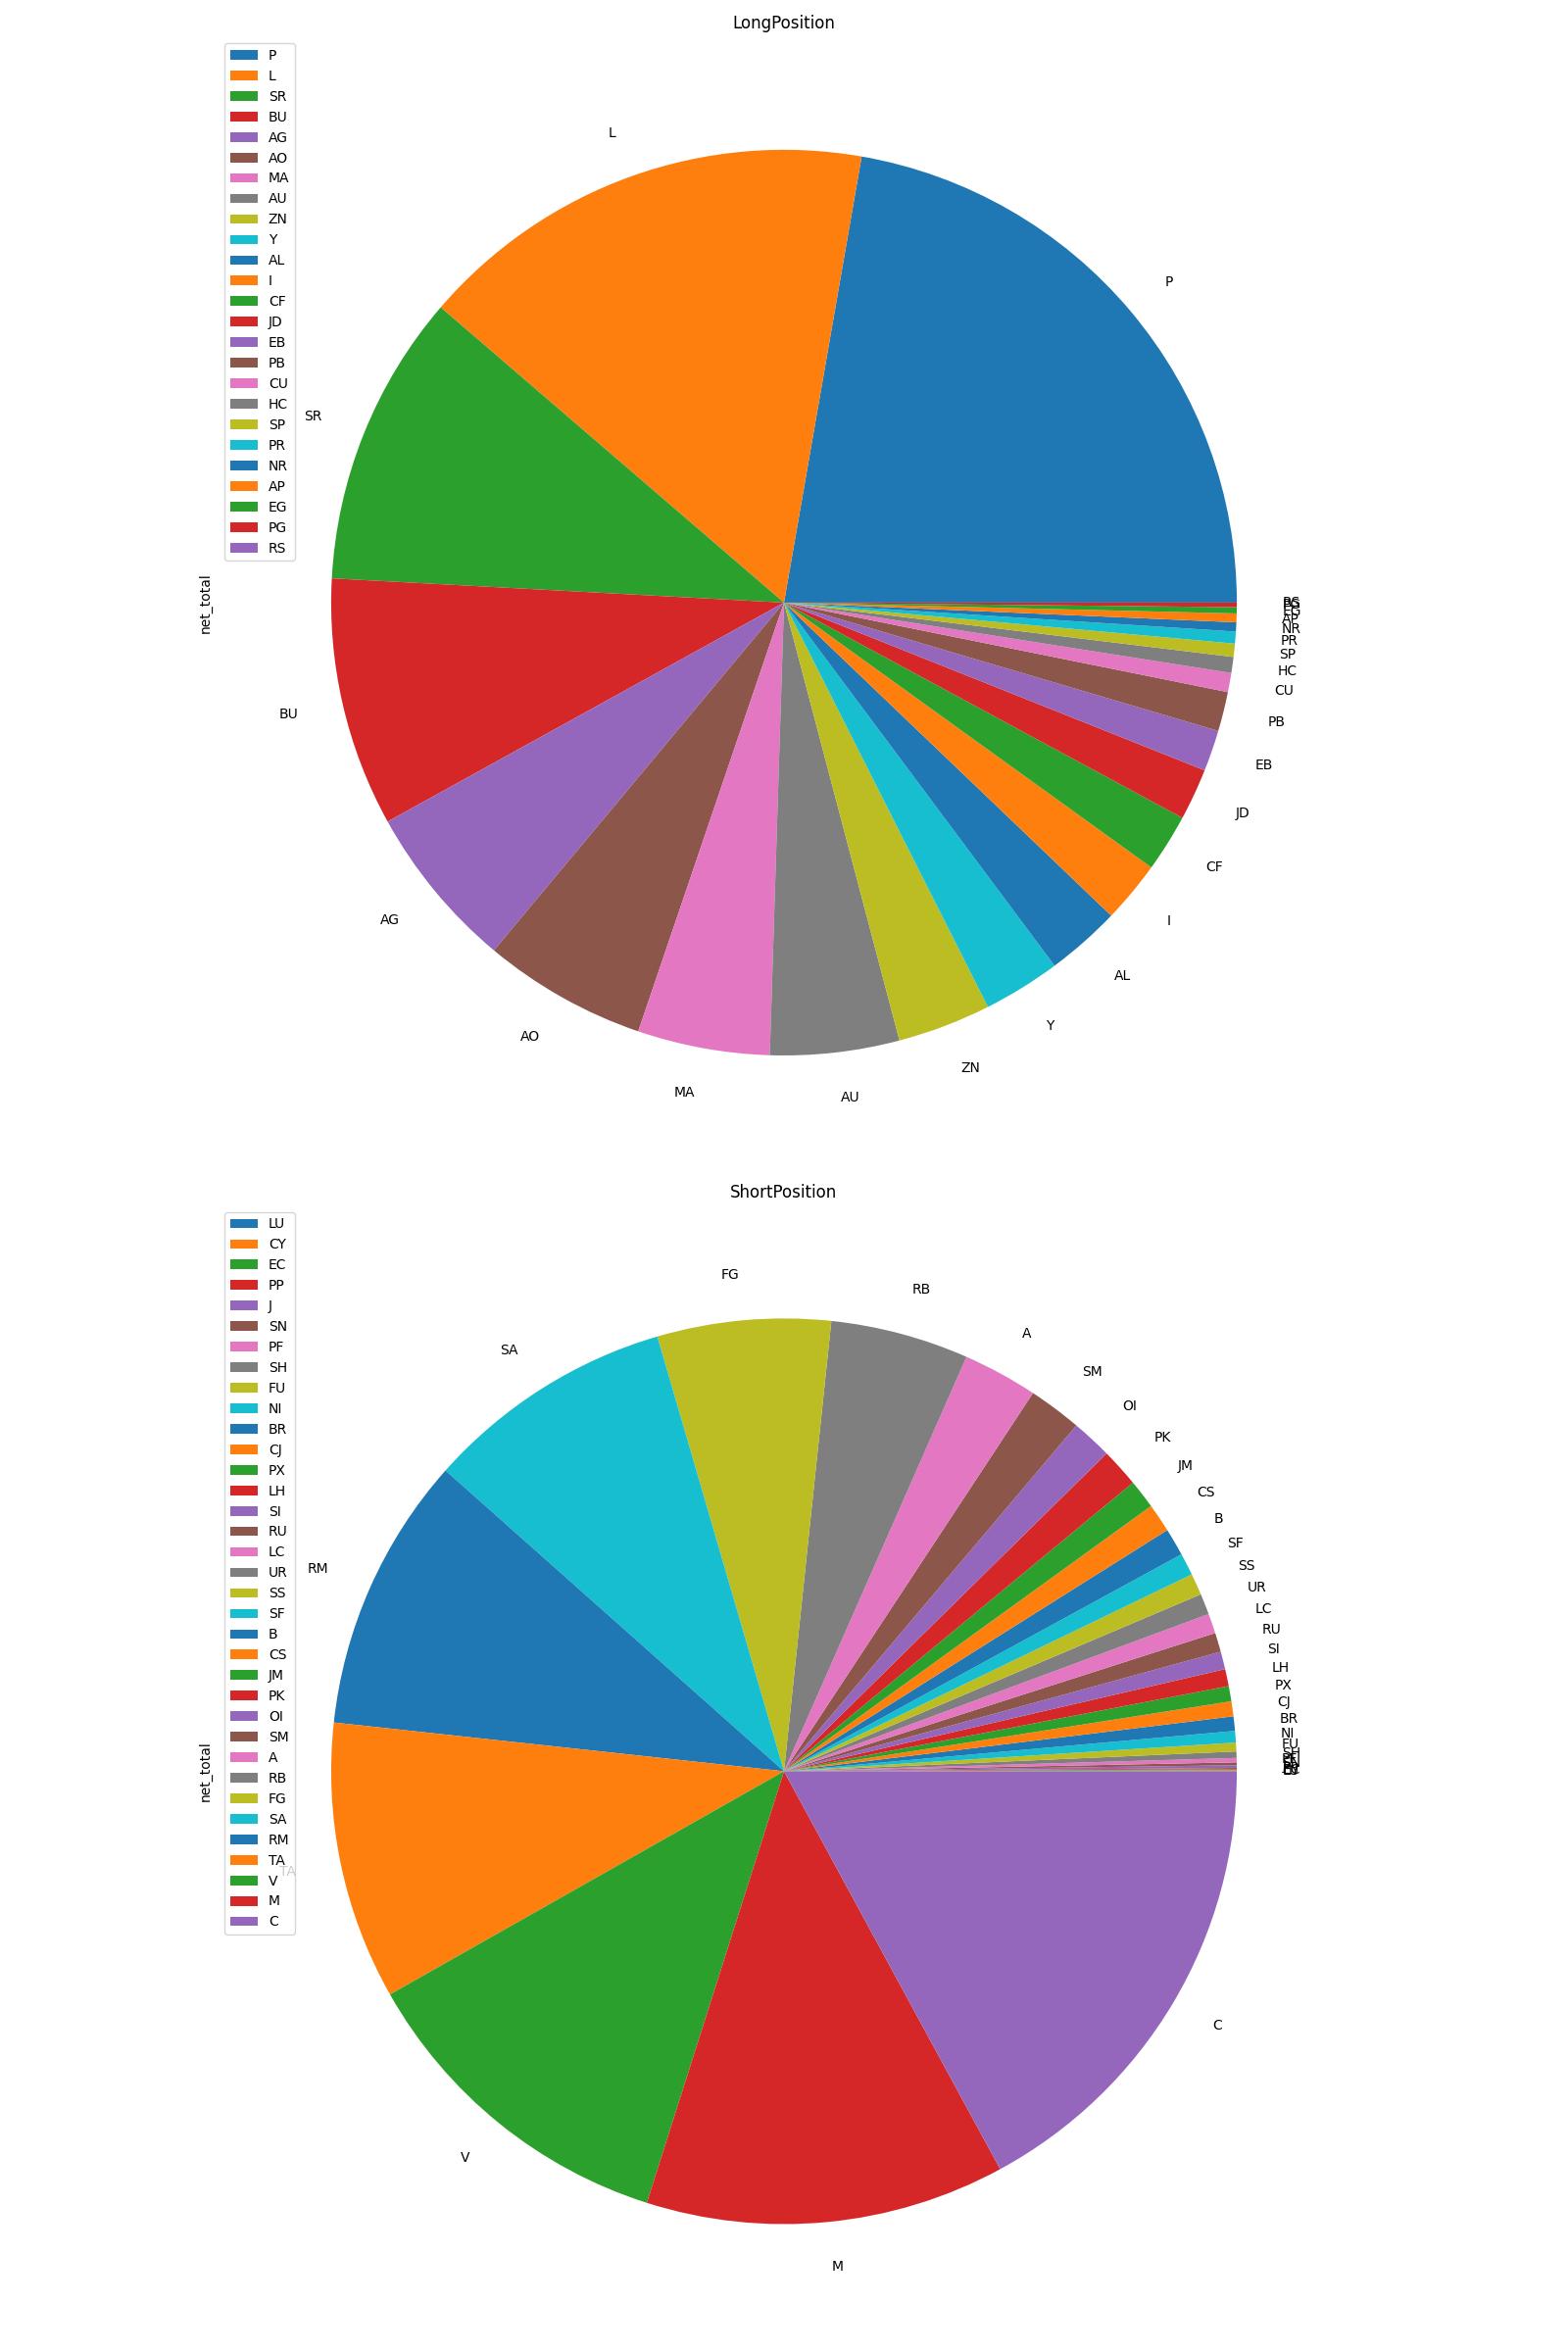 LongPosition
P
L
SR
BU
AG
AO
MA
AU
ZN
Y
AL
I
CF
JD
EB
PB
CU
HC
SP
PR
NR
AP
EG
PG
RS
net_total
P
L
SR
BU
AG
AO
MA
AU
ZN
Y
AL
I
CF
JD
EB
PB
CU
HC
SP
PR
NR
AP
ShortPosition
LU
CY
EC
PP
J
SN
PF
SH
FU
NI
BR
CJ
PX
LH
SI
RU
LC
UR
SS
SF
B
CS
JM
PK
OI
SM
A
RB
FG
SA
RM
TA
V
M
C
net_total
FG
RB
A
SM
OI
PK
JM
CS
B
SF
SS
UR
LC
RU
SI
LH
PX
CJ
BR
NI
FU
SA
RM
TA
V
M
C